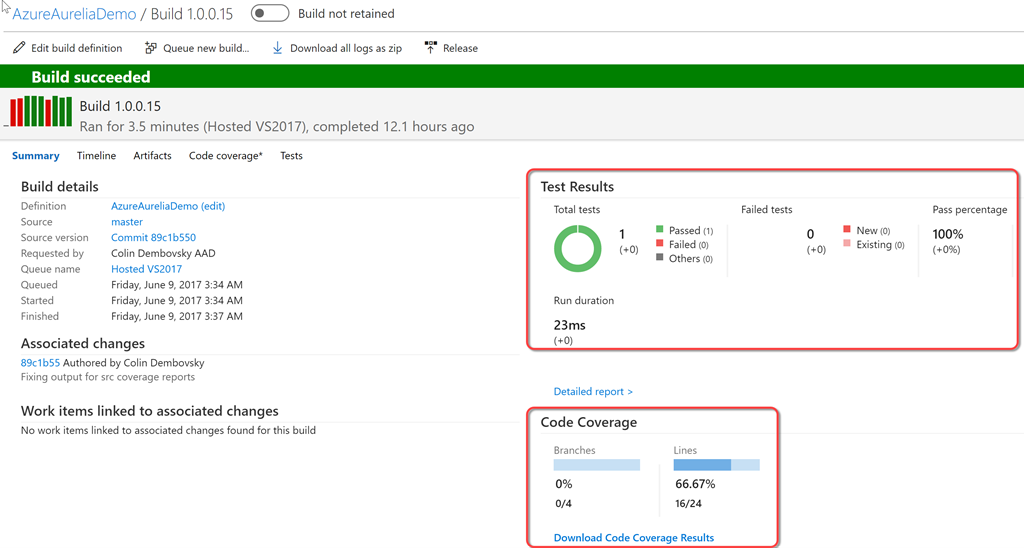 AzureAureliaDemo / Build 1.0.0.15 Build not retained
Edit build definition Queue new build... Download all logs as zip Release
Build succeeded
Build 1.0.0.15
Ran for 3.5 minutes (Hosted VS2017), completed 12.1 hours ago
Summary Timeline Artifacts Code coverage* Tests
Build details
Definition AzureAureliaDemo (edit)
Source master
Source version Commit 89c1b550
Requested by Colin Dembovsky AAD
Queue name Hosted VS2017
Queued Friday, June 9, 2017 3:34 AM
Started Friday, June 9, 2017 3:34 AM
Finished Friday, June 9, 2017 3:37 AM
Associated changes
89c1b55 Authored by Colin Dembovsky
Fixing output for src coverage reports
Work items linked to associated changes
No work items linked to associated changes found for this build
Test Results
Total tests
1
(+0)
Passed (1)
Failed (0)
Others (0)
Failed tests
0
(+0)
New (0)
Existing (0)
Pass percentage
100%
(+0%)
Run duration
23ms
(+0)
Detailed report >
Code Coverage
Branches
0%
0/4
Lines
66.67%
16/24
Download Code Coverage Results